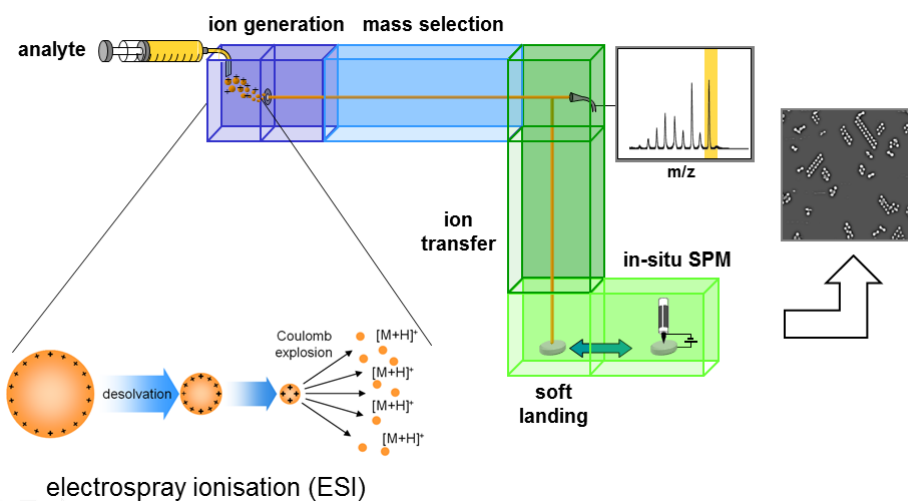 ion generation
mass selection
analyte
m/z
ion
transfer
in-situ SPM
Coulomb
explosion
[M+H]⁺
[M+H]⁺
[M+H]⁺
[M+H]⁺
desolvation
soft
landing
electrospray ionisation (ESI)